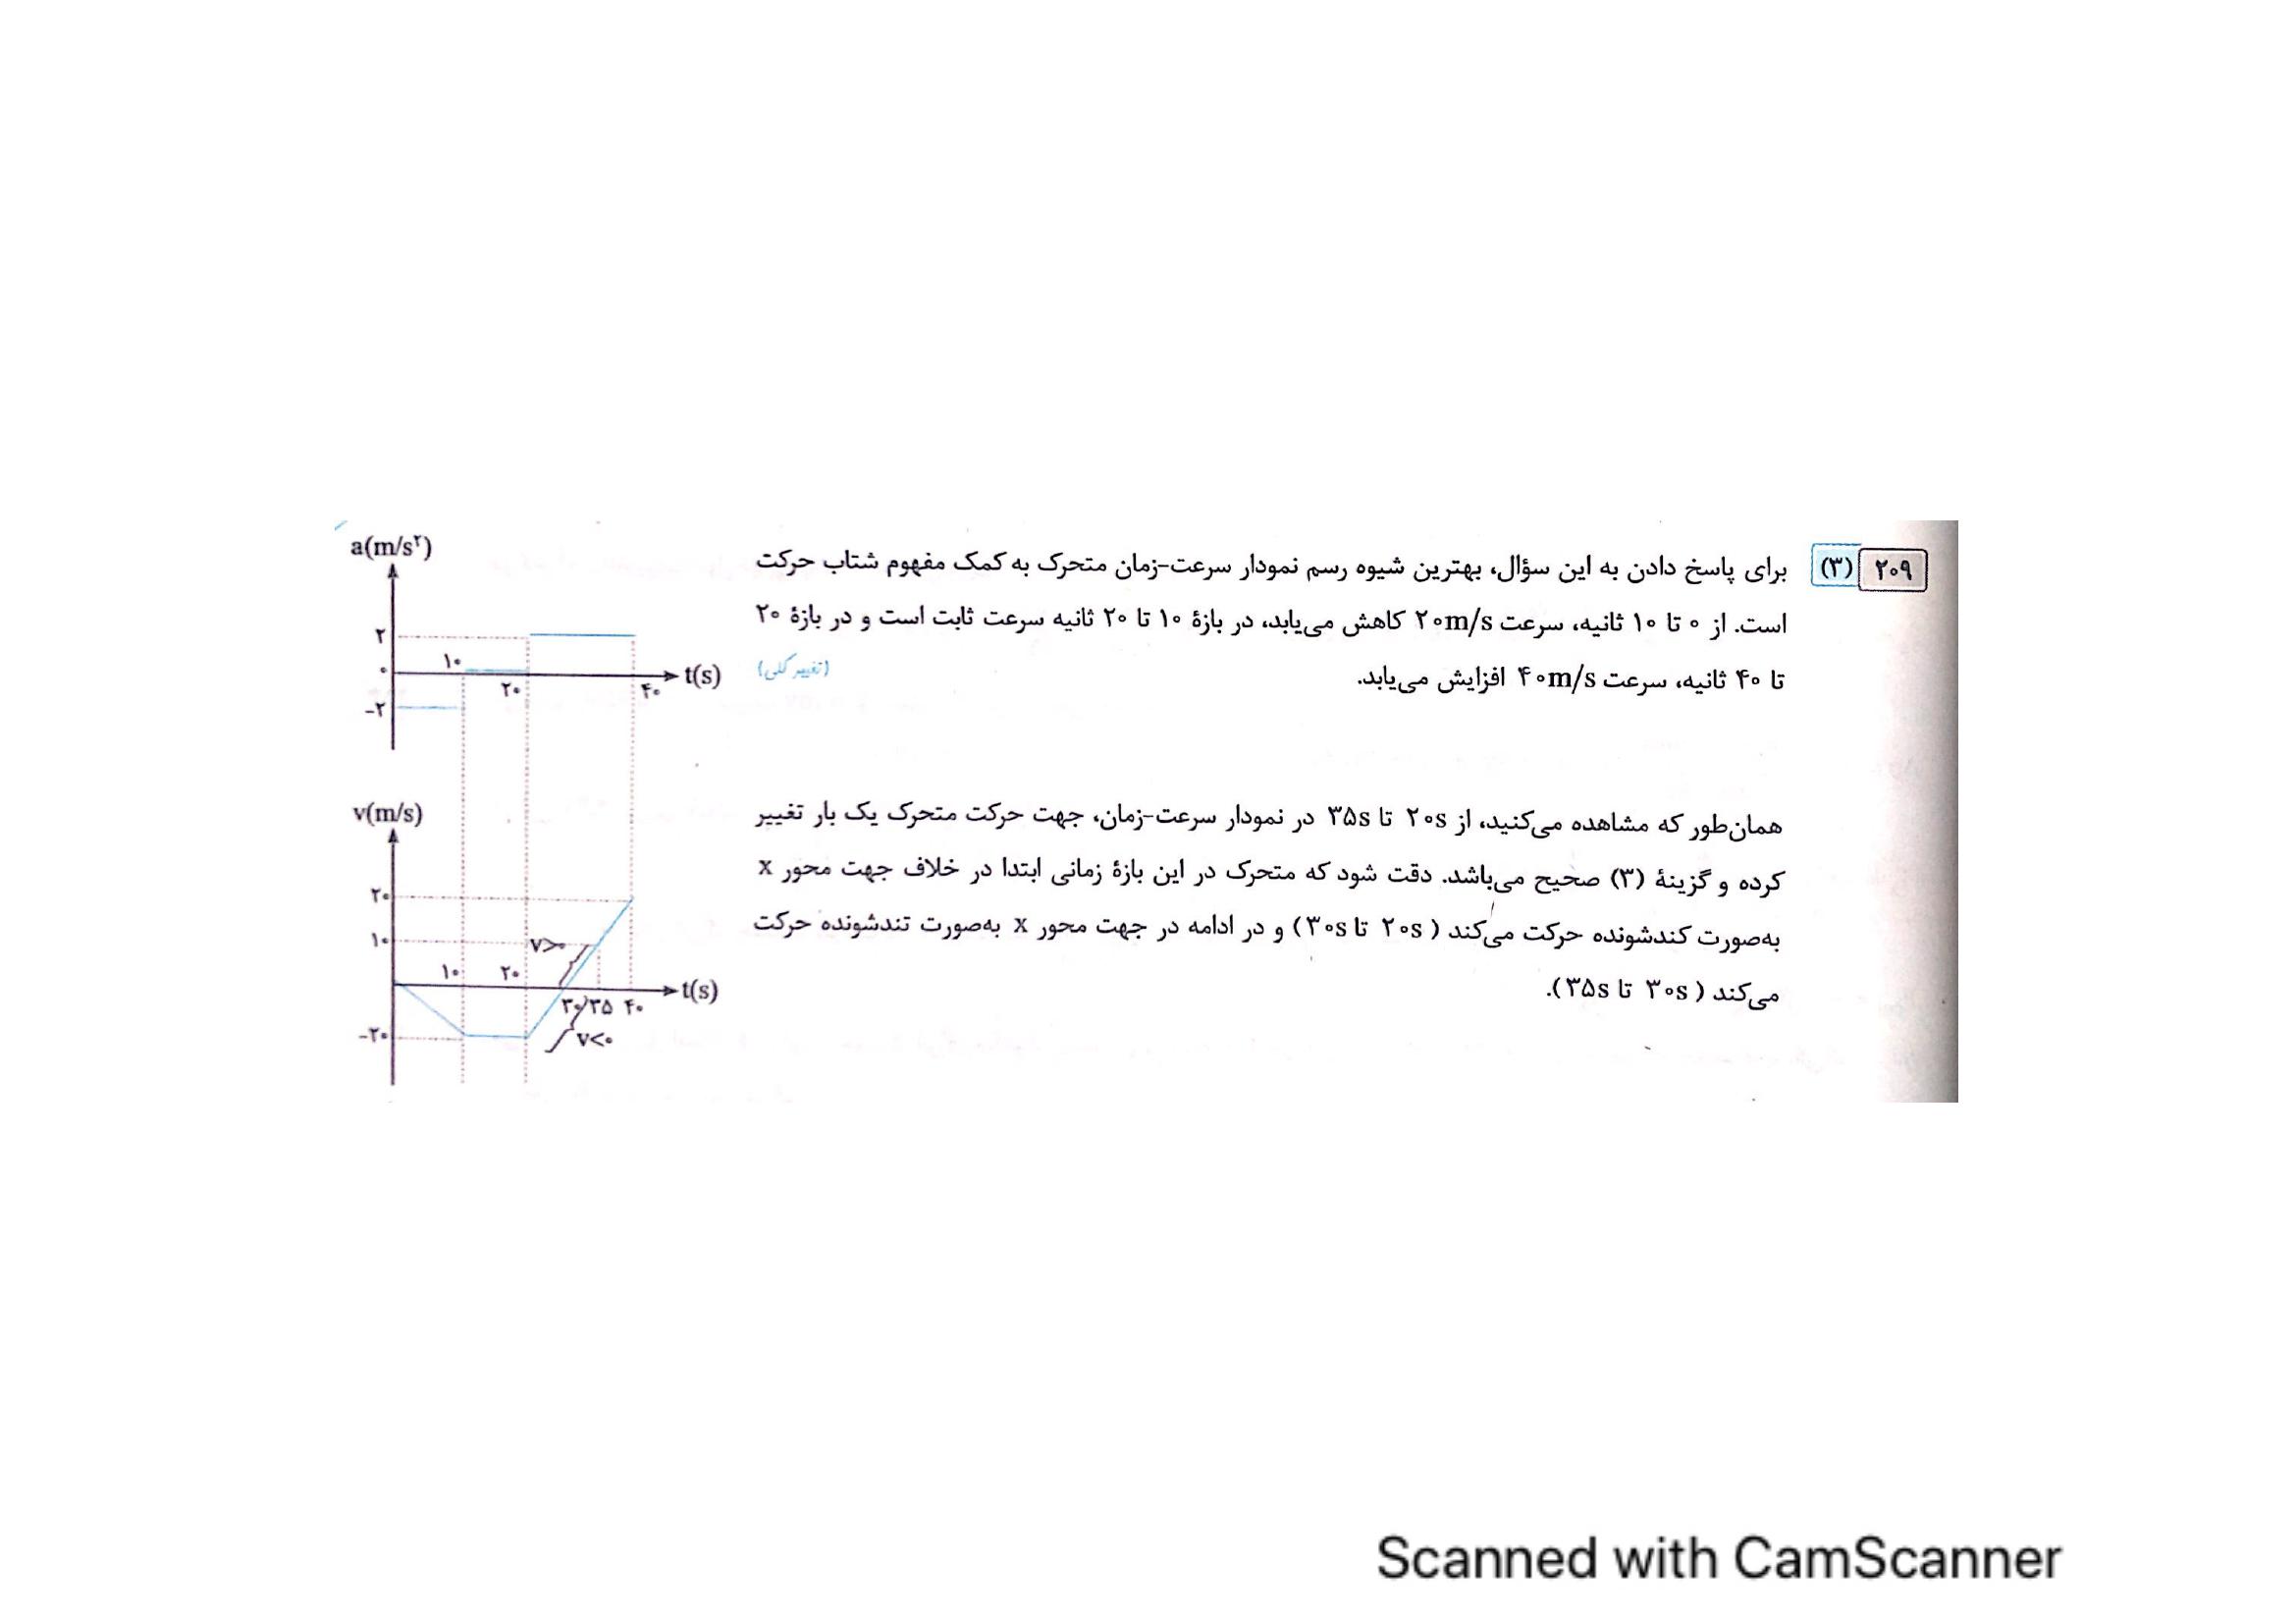 ۲۰۹ (۳) برای پاسخ دادن به این سؤال، بهترین شیوه رسم نمودار سرعت-زمان متحرک به کمک مفهوم شتاب حرکت
است. از ۰ تا ۱۰ ثانیه، سرعت ۲۰m/s کاهش می‌یابد، در بازهٔ ۱۰ تا ۲۰ ثانیه سرعت ثابت است و در بازهٔ ۲۰
تا ۴۰ ثانیه، سرعت ۴۰m/s افزایش می‌یابد.
(تغییر کلی)
همان‌طور که مشاهده می‌کنید، از ۲۰s تا ۳۵s در نمودار سرعت-زمان، جهت حرکت متحرک یک بار تغییر
کرده و گزینهٔ (۳) صحیح می‌باشد. دقت شود که متحرک در این بازهٔ زمانی ابتدا در خلاف جهت محور x
به‌صورت کندشونده حرکت می‌کند (۲۰s تا ۳۰s) و در ادامه در جهت محور x به‌صورت تندشونده حرکت
می‌کند (۳۰s تا ۳۵s).
a(m/s۲)
۲
۱۰
۰
t(s)
۲۰
۴۰
-۲
v(m/s)
۲۰
۱۰
v>۰
۱۰ ۲۰
t(s)
۳۰ ۳۵ ۴۰
-۲۰
v<۰
Scanned with CamScanner